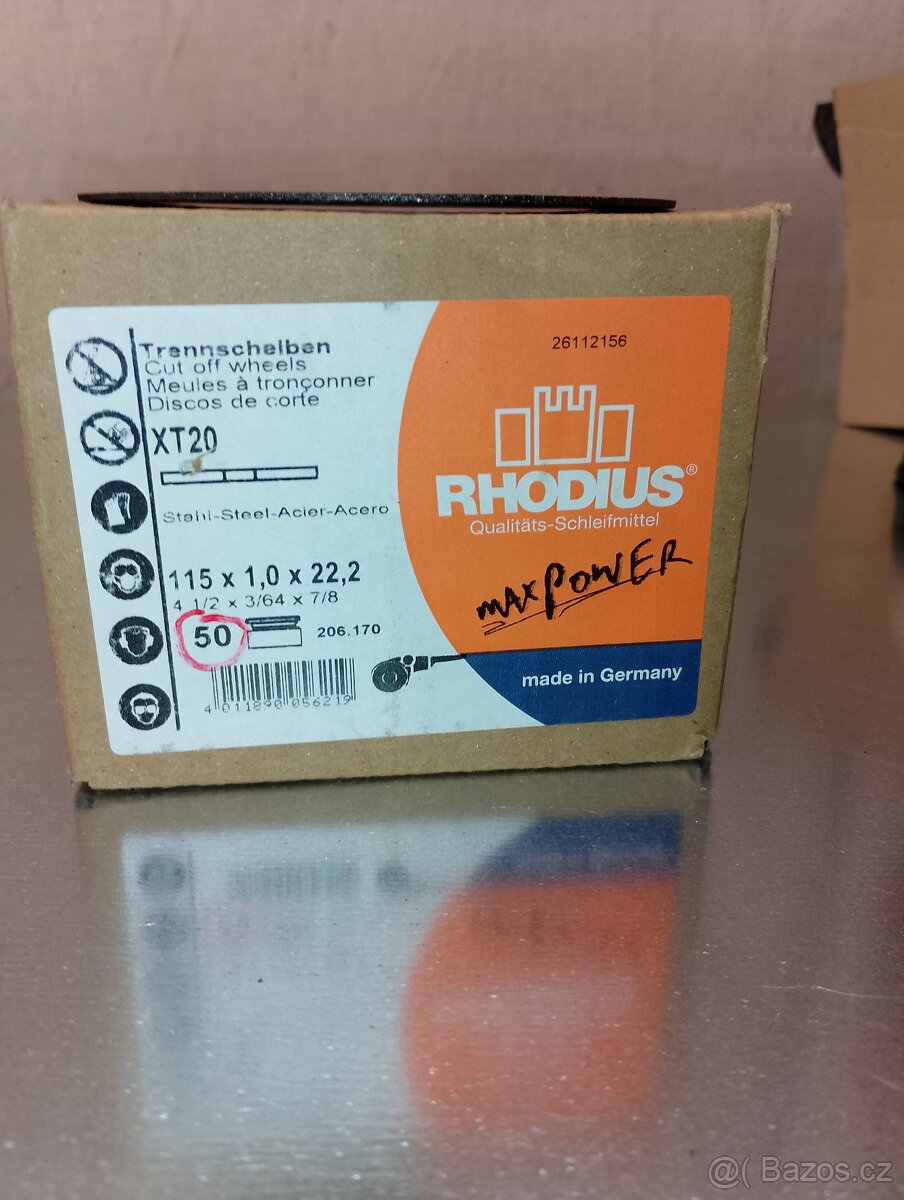 Trennscheiben
Cut off wheels
Meules à tronçonner
Discos de corte
XT20
Stahl-Steel-Acier-Acero
115 x 1,0 x 22,2
4 1/2 x 3/64 x 7/8
50
206.170
4 011890 056219
26112156
RHODIUS®
Qualitäts-Schleifmittel
MAX POWER
made in Germany
@( Bazos.cz